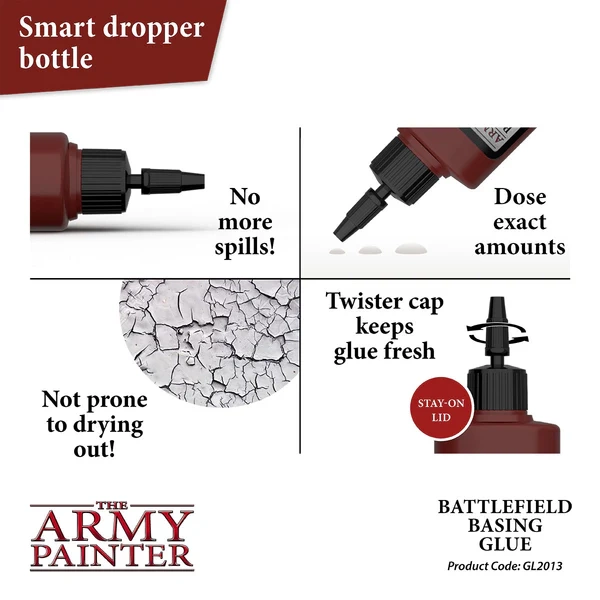 Smart dropper
bottle
No
more
spills!
ARMY
Dose
exact
amounts
Not prone
to drying
out!
Twister cap
keeps
glue fresh
STAY-ON
LID
THE
ARMY
PAINTER
BATTLEFIELD
BASING
GLUE
Product Code: GL2013